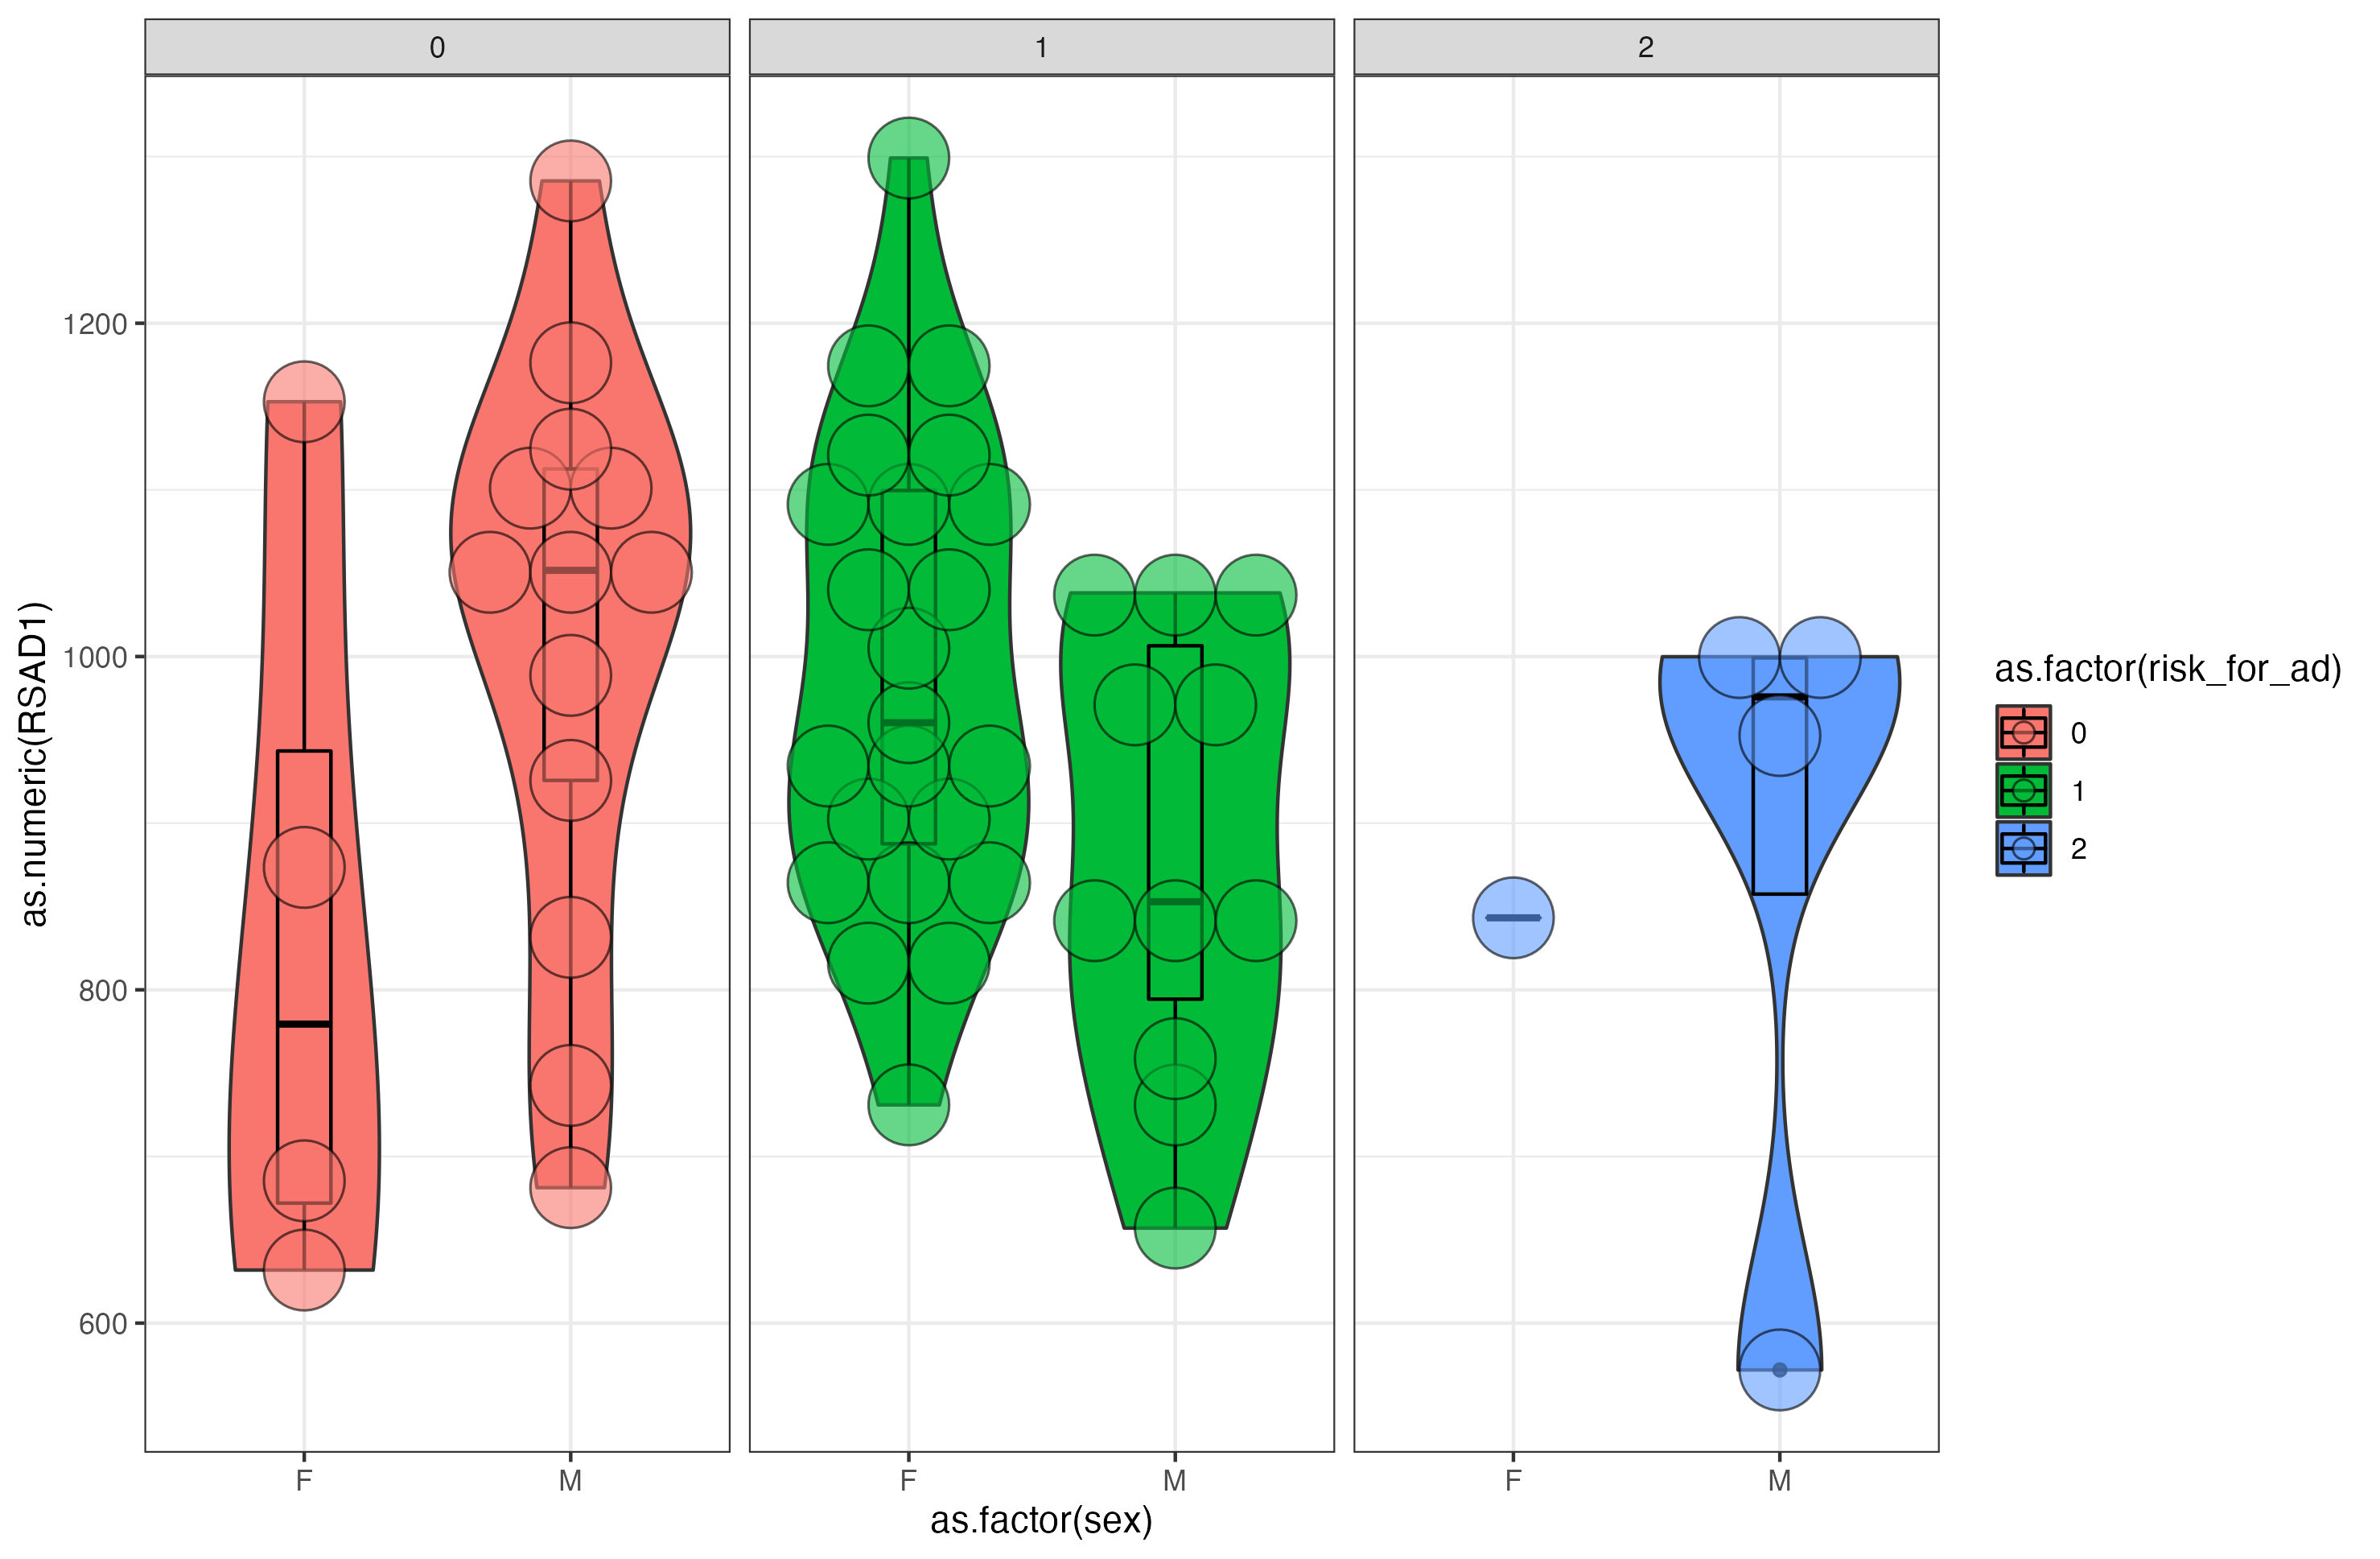 0
1
2
1200
1000
800
600
as.numeric(RSAD1)
F
M
F
M
F
M
as.factor(sex)
as.factor(risk_for_ad)
0
1
2